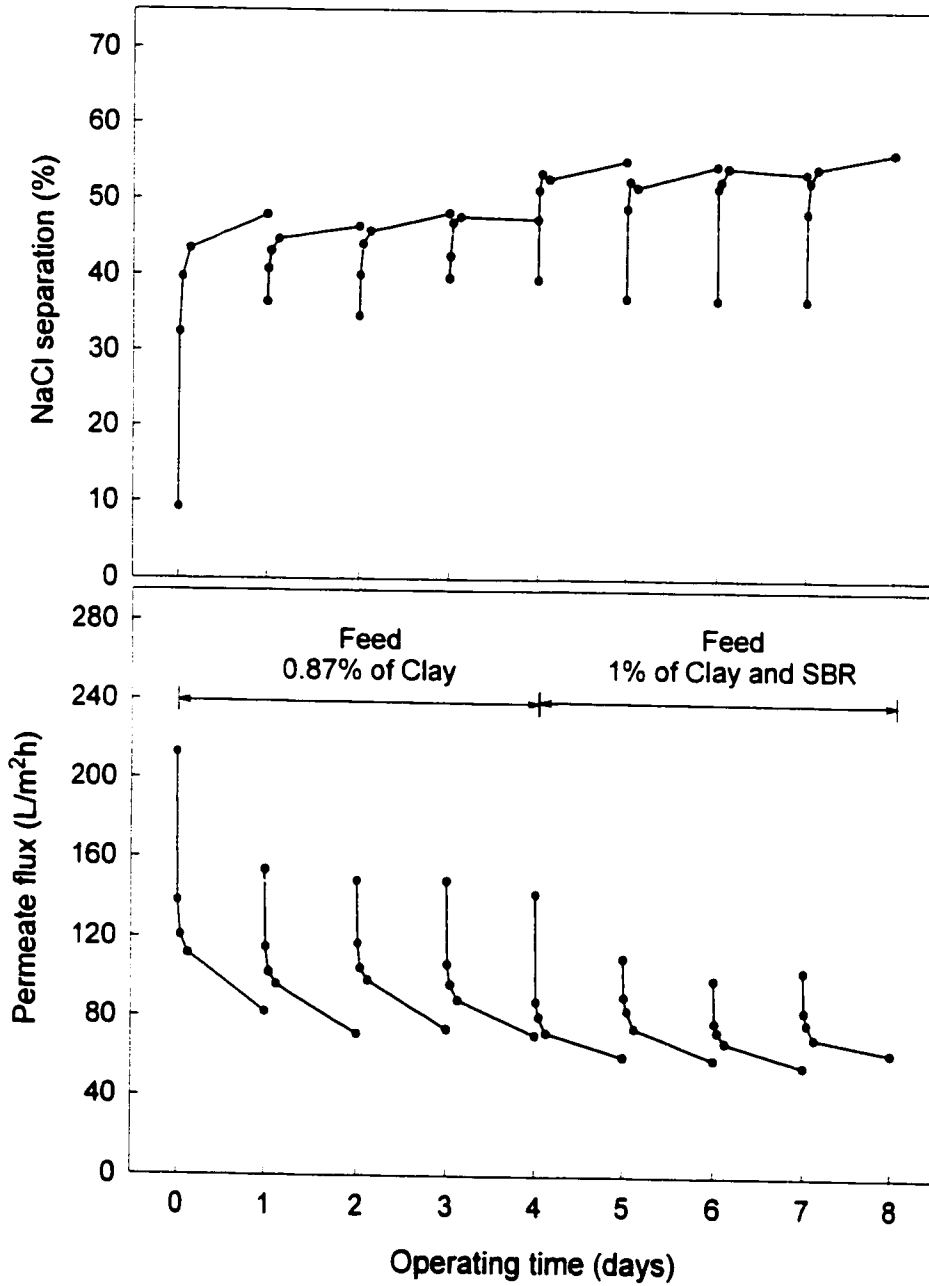 70
60
50
40
30
20
10
0
NaCl separation (%)
280
240
200
160
120
80
40
0
Permeate flux (L/m²h)
Feed
0.87% of Clay
Feed
1% of Clay and SBR
0 1 2 3 4 5 6 7 8
Operating time (days)